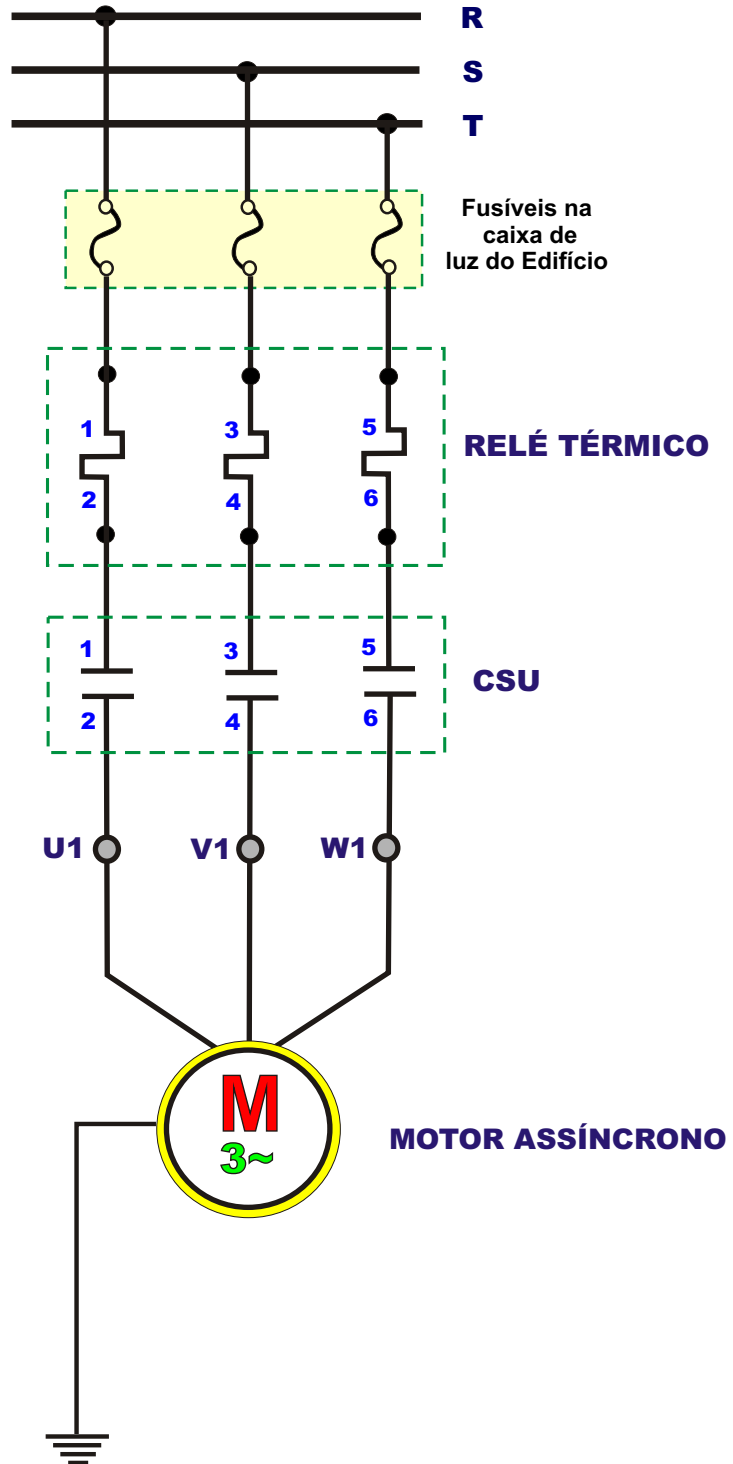 R
S
T
Fusíveis na
caixa de
luz do Edifício
1 3 5
RELÉ TÉRMICO
2 4 6
1 3 5
CSU
2 4 6
U1 V1 W1
M
3~
MOTOR ASSÍNCRONO